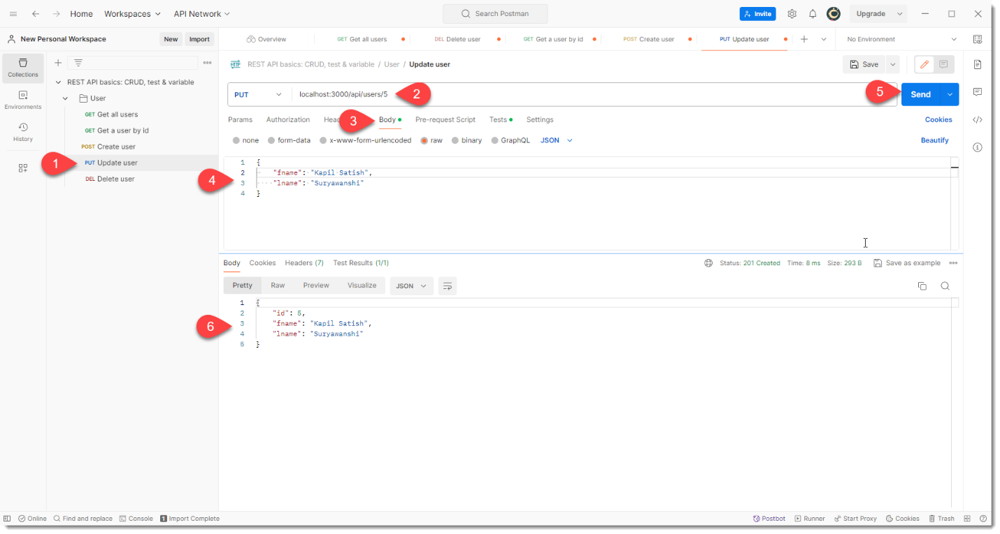 Home Workspaces API Network Search Postman Invite Upgrade
New Personal Workspace New Import Overview GET Get all users DEL Delete user GET Get a user by id POST Create user PUT Update user No Environment
Collections
Environments
History
REST API basics: CRUD, test & variable
User
GET Get all users
GET Get a user by id
POST Create user
1 PUT Update user
DEL Delete user
HTTP REST API basics: CRUD, test & variable / User / Update user Save
PUT localhost:3000/api/users/5 2 5 Send
Params Authorization Head 3 Body Pre-request Script Tests Settings Cookies
none form-data x-www-form-urlencoded raw binary GraphQL JSON Beautify
1 {
2 "fname": "Kapil Satish",
4
3 "lname": "Suryawanshi"
4 }
Body Cookies Headers (7) Test Results (1/1) Status: 201 Created Time: 8 ms Size: 293 B Save as example
Pretty Raw Preview Visualize JSON
1 {
2 "id": 5,
3 "fname": "Kapil Satish",
6
4 "lname": "Suryawanshi"
5 }
Online Find and replace Console 1 Import Complete Postbot Runner Start Proxy Cookies Trash